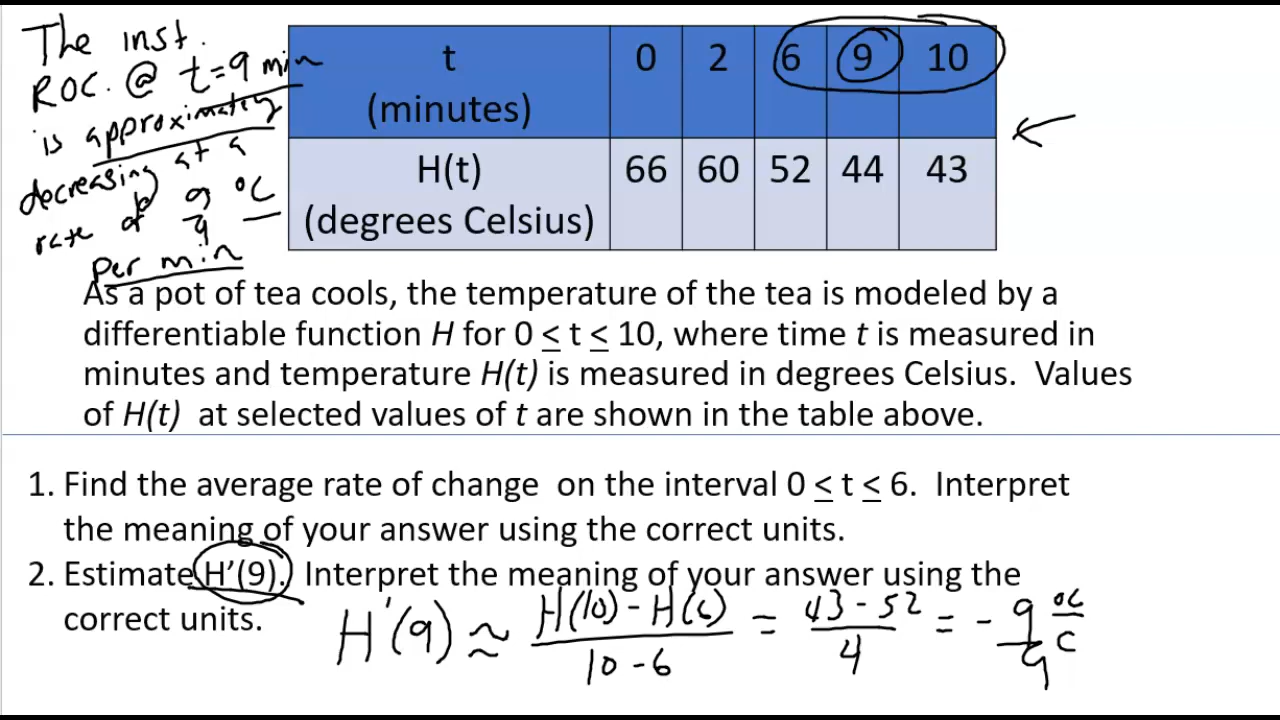 The inst.
ROC. @ t=9 min
is approximately
decreasing at a
rate of 9/4 °C
per min
t 0 2 6 9 10
(minutes)
H(t) 66 60 52 44 43
(degrees Celsius)
As a pot of tea cools, the temperature of the tea is modeled by a
differentiable function H for 0 ≤ t ≤ 10, where time t is measured in
minutes and temperature H(t) is measured in degrees Celsius. Values
of H(t) at selected values of t are shown in the table above.
1. Find the average rate of change on the interval 0 ≤ t ≤ 6. Interpret
the meaning of your answer using the correct units.
2. Estimate H'(9). Interpret the meaning of your answer using the
correct units.
H'(9) ≈ H(10) - H(6) / 10 - 6 = 43 - 52 / 4 = - 9/4 °C/C